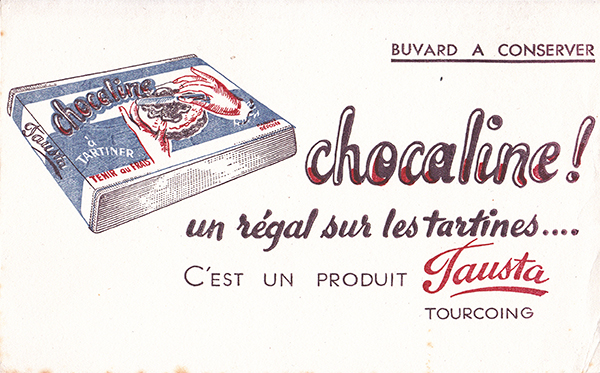 BUVARD A CONSERVER
chocaline
à
TARTINER
TENIR AU FRAIS
Fausta
DÉPOSÉE
chocaline!
un régal sur les tartines....
C'EST UN PRODUIT Fausta
TOURCOING